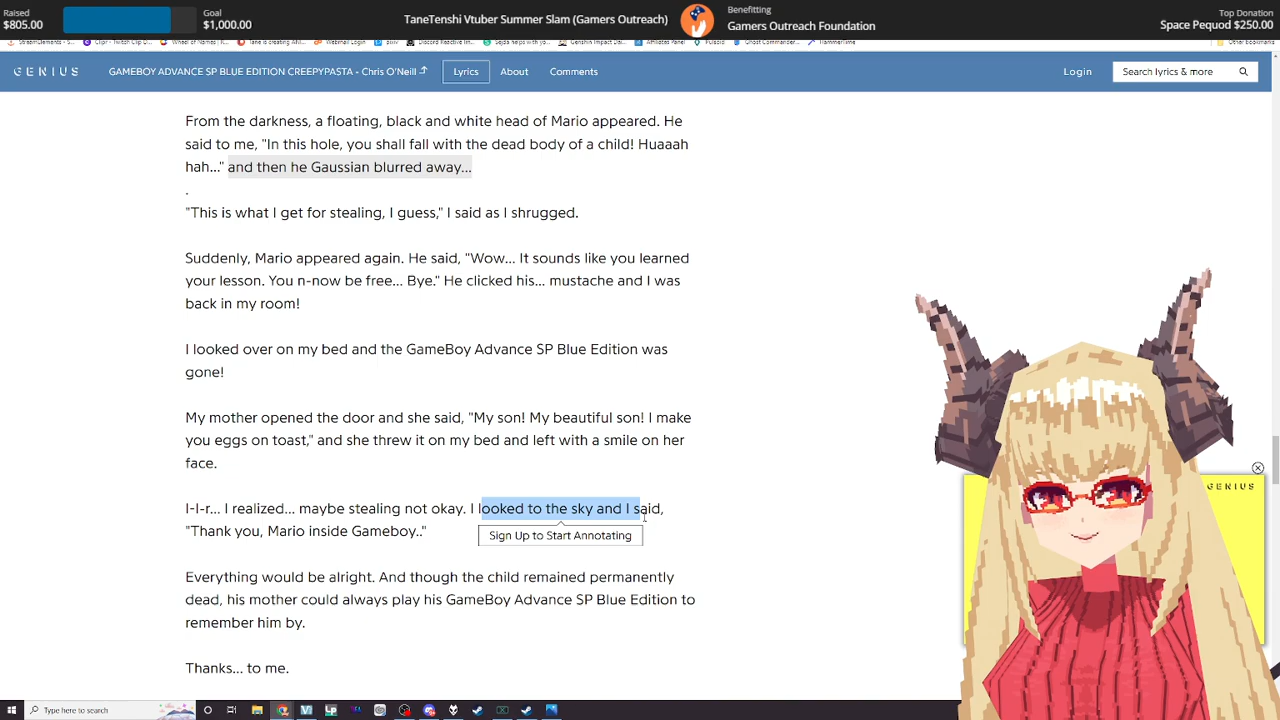 Raised
$805.00
Goal
$1,000.00
TaneTenshi Vtuber Summer Slam (Gamers Outreach)
Benefitting
Gamers Outreach Foundation
Top Donation
Space Pequod $250.00
GENIUS
GAMEBOY ADVANCE SP BLUE EDITION CREEPYPASTA - Chris O'Neill
Lyrics
About
Comments
Login
Search lyrics & more
From the darkness, a floating, black and white head of Mario appeared. He
said to me, "In this hole, you shall fall with the dead body of a child! Huaaah
hah..." and then he Gaussian blurred away...
.
"This is what I get for stealing, I guess," I said as I shrugged.
Suddenly, Mario appeared again. He said, "Wow... It sounds like you learned
your lesson. You n-now be free... Bye." He clicked his... mustache and I was
back in my room!
I looked over on my bed and the GameBoy Advance SP Blue Edition was
gone!
My mother opened the door and she said, "My son! My beautiful son! I make
you eggs on toast," and she threw it on my bed and left with a smile on her
face.
I-I-r... I realized... maybe stealing not okay. I looked to the sky and I said,
"Thank you, Mario inside Gameboy.."
Sign Up to Start Annotating
Everything would be alright. And though the child remained permanently
dead, his mother could always play his GameBoy Advance SP Blue Edition to
remember him by.
Thanks... to me.
GENIUS
Type here to search